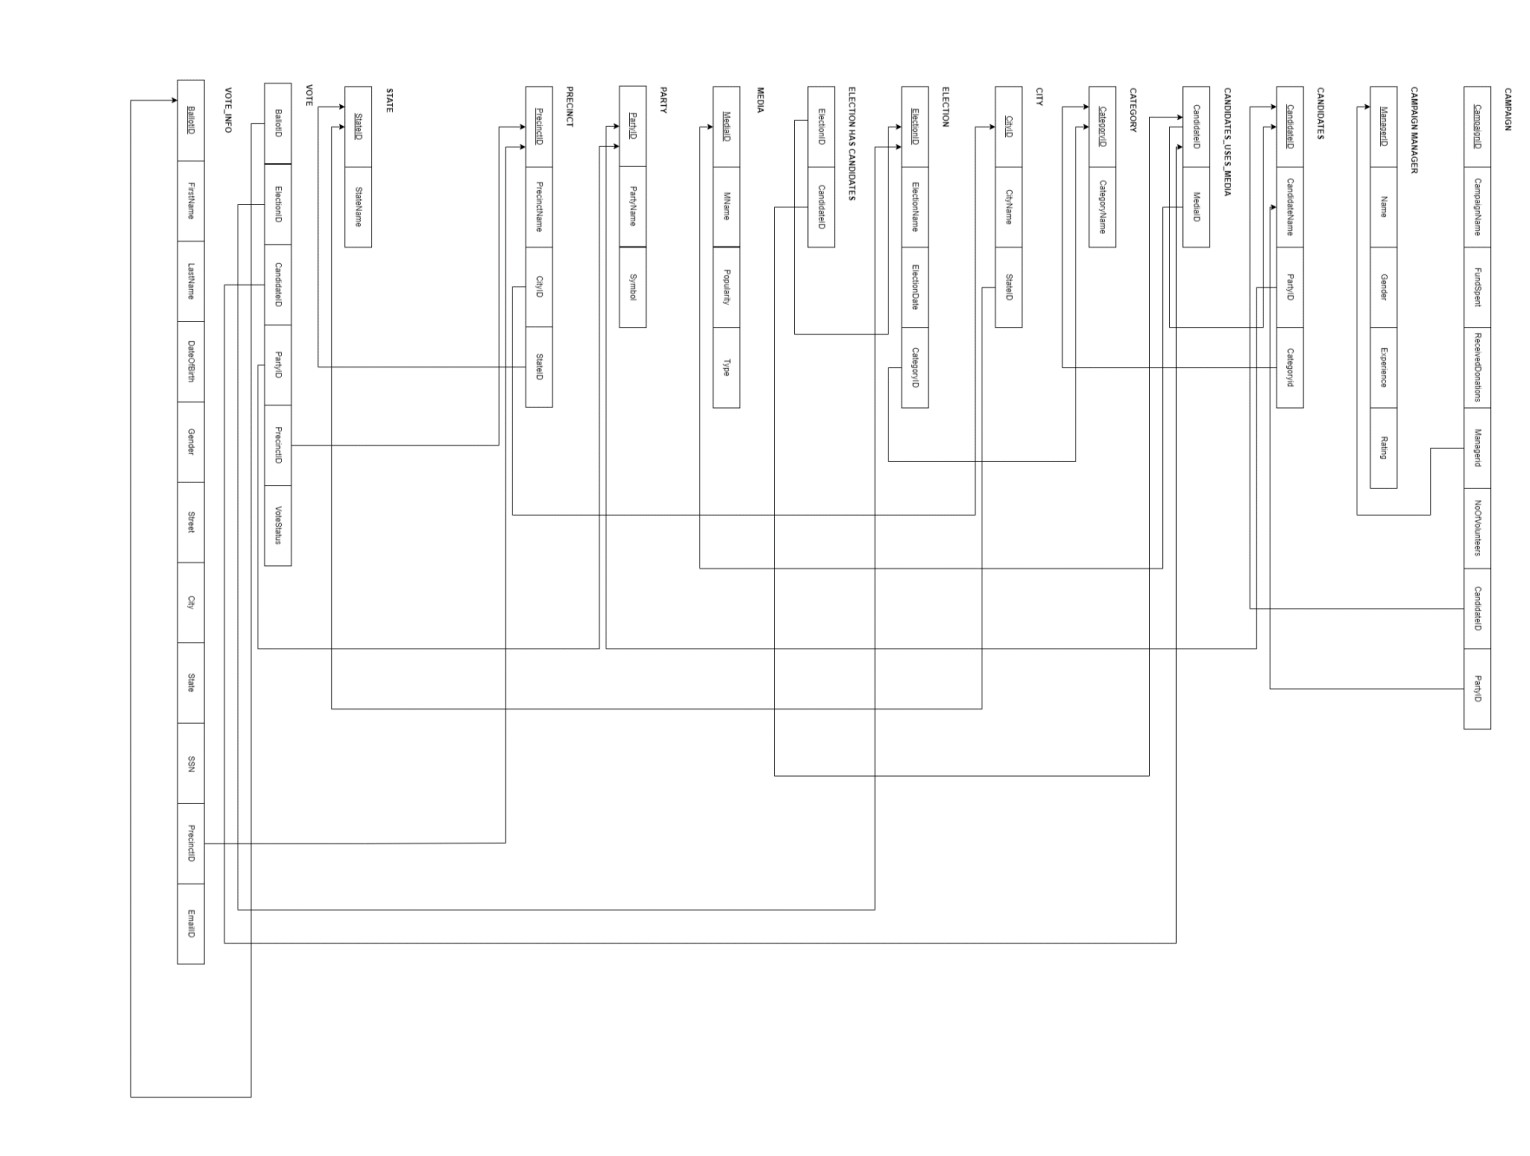 CAMPAIGN
CampaignID CampaignName FundSpent ReceivedDonations Managerid NoOfVolunteers CandidateID PartyID
CAMPAIGN MANAGER
ManagerID Name Gender Experience Rating
CANDIDATES
CandidateID CandidateName PartyID Categoryid
CANDIDATES_USES_MEDIA
CandidateID MediaID
CATEGORY
CategoryID CategoryName
CITY
CityID CityName StateID
ELECTION
ElectionID ElectionName ElectionDate CategoryID
ELECTION HAS CANDIDATES
ElectionID CandidateID
MEDIA
MediaID MName Popularity Type
PARTY
PartyID PartyName Symbol
PRECINCT
PrecinctID PrecinctName CityID StateID
STATE
StateID StateName
VOTE
BallotID ElectionID CandidateID PartyID PrecinctID VoteStatus
VOTE_INFO
BallotID FirstName LastName DateOfBirth Gender Street City State SSN PrecinctID EmailID